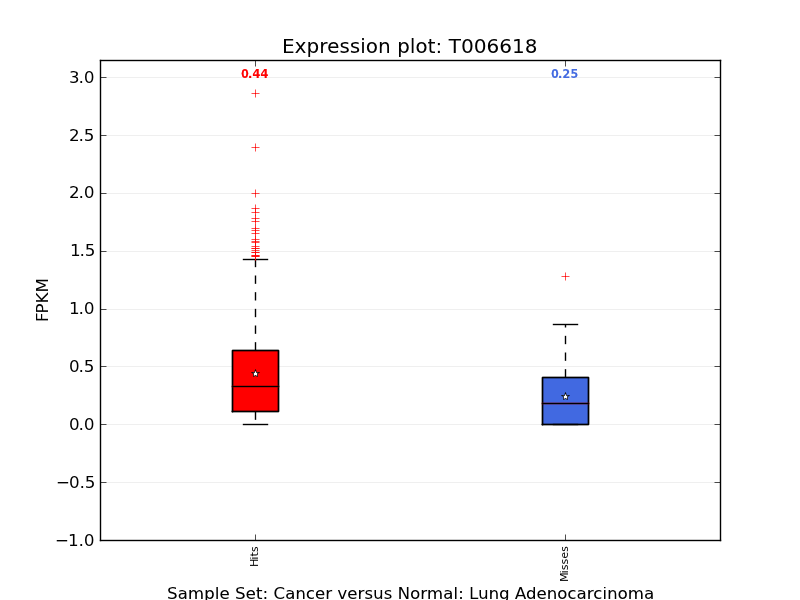 Expression plot: T006618
0.44
0.25
3.0
2.5
2.0
1.5
1.0
0.5
0.0
−0.5
−1.0
FPKM
Hits
Misses
Sample Set: Cancer versus Normal: Lung Adenocarcinoma